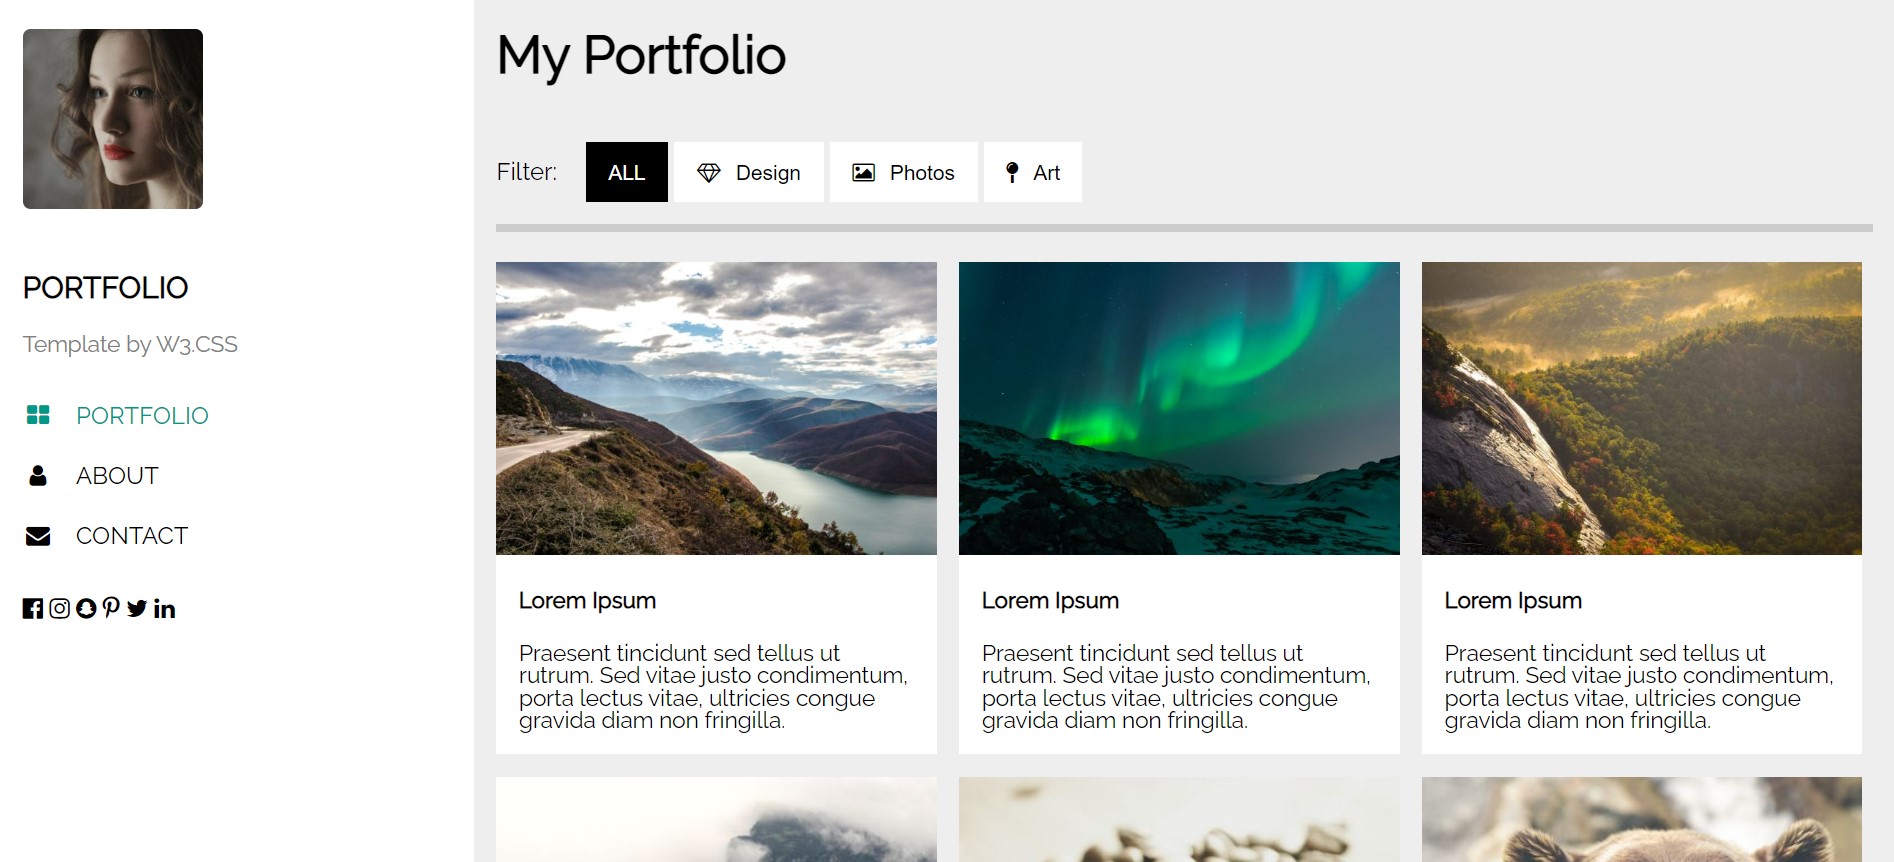 My Portfolio
Filter:
ALL
Design
Photos
Art
PORTFOLIO
Template by W3.CSS
PORTFOLIO
ABOUT
CONTACT
Lorem Ipsum
Praesent tincidunt sed tellus ut
rutrum. Sed vitae justo condimentum,
porta lectus vitae, ultricies congue
gravida diam non fringilla.
Lorem Ipsum
Praesent tincidunt sed tellus ut
rutrum. Sed vitae justo condimentum,
porta lectus vitae, ultricies congue
gravida diam non fringilla.
Lorem Ipsum
Praesent tincidunt sed tellus ut
rutrum. Sed vitae justo condimentum,
porta lectus vitae, ultricies congue
gravida diam non fringilla.